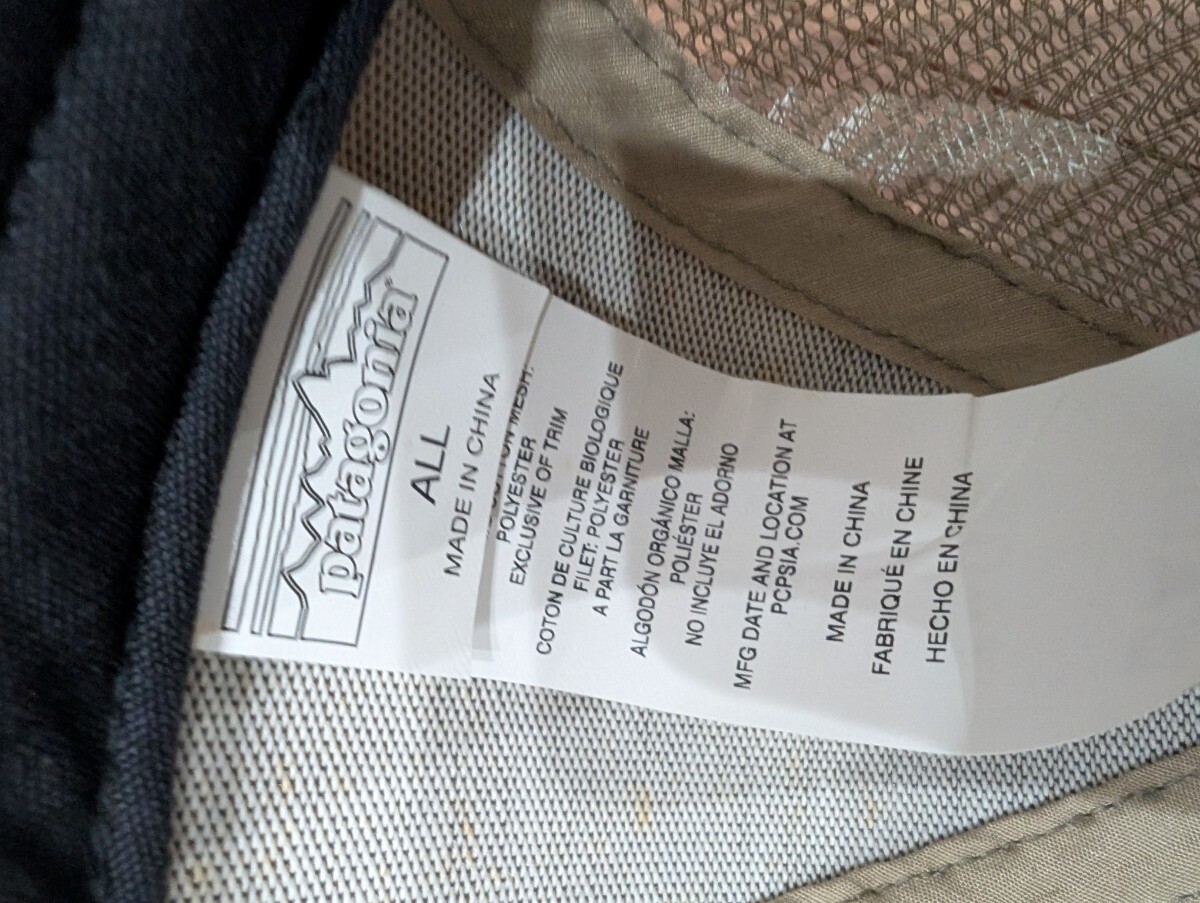 patagonia®
ALL
MADE IN CHINA
COTTON MESH:
POLYESTER
EXCLUSIVE OF TRIM
COTON DE CULTURE BIOLOGIQUE
FILET: POLYESTER
A PART LA GARNITURE
ALGODÓN ORGÁNICO MALLA:
POLIÉSTER
NO INCLUYE EL ADORNO
MFG DATE AND LOCATION AT
PCPSIA.COM
MADE IN CHINA
FABRIQUÉ EN CHINE
HECHO EN CHINA